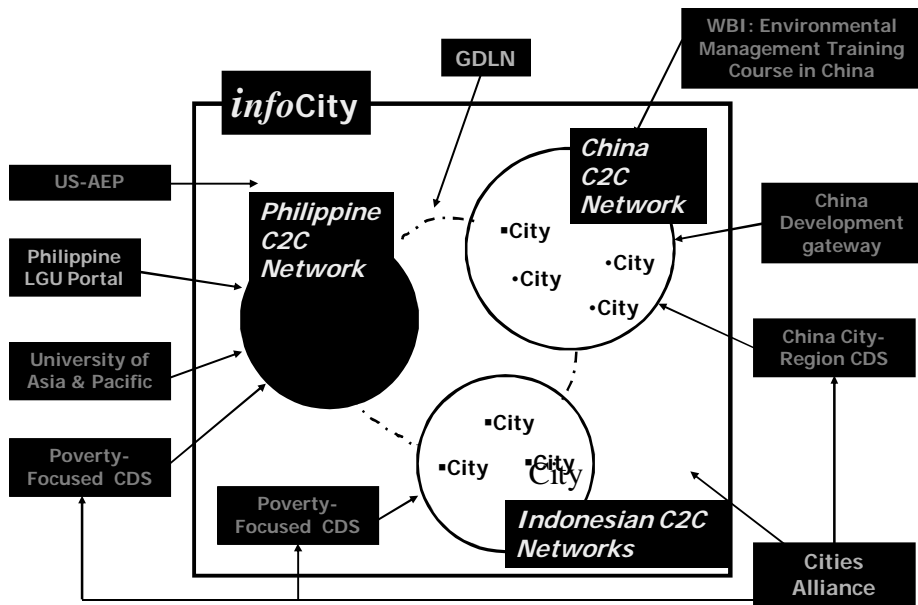 WBI: Environmental
Management Training
Course in China
GDLN
infoCity
China
C2C
Network
US-AEP
Philippine
C2C
Network
China
Development
gateway
▪City
•City
•City
•City
Philippine
LGU Portal
University of
Asia & Pacific
China City-
Region CDS
Poverty-
Focused CDS
▪City
▪City
▪City
City
Poverty-
Focused CDS
Indonesian C2C
Networks
Cities
Alliance